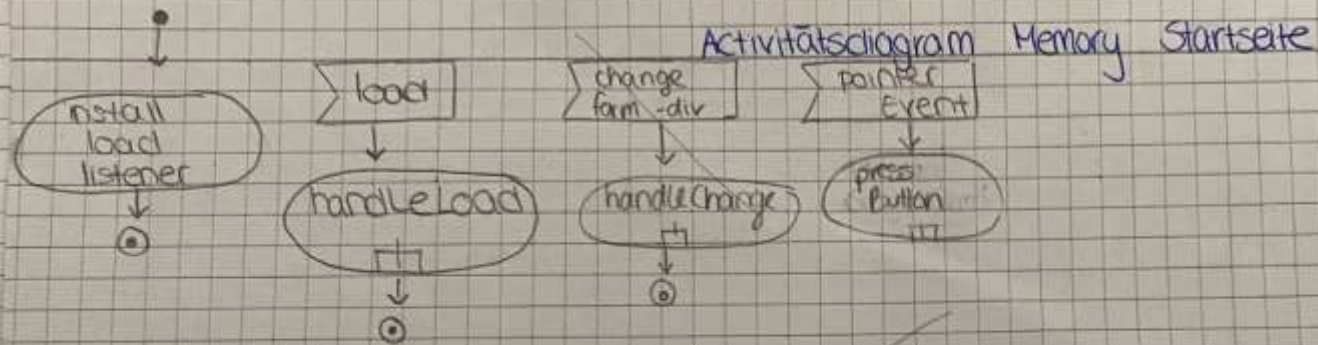 Activitätsdiagram Memory Startseite
install
load
listener
load
handleLoad
change
form-div
handleChange
pointer
Event
press
Button